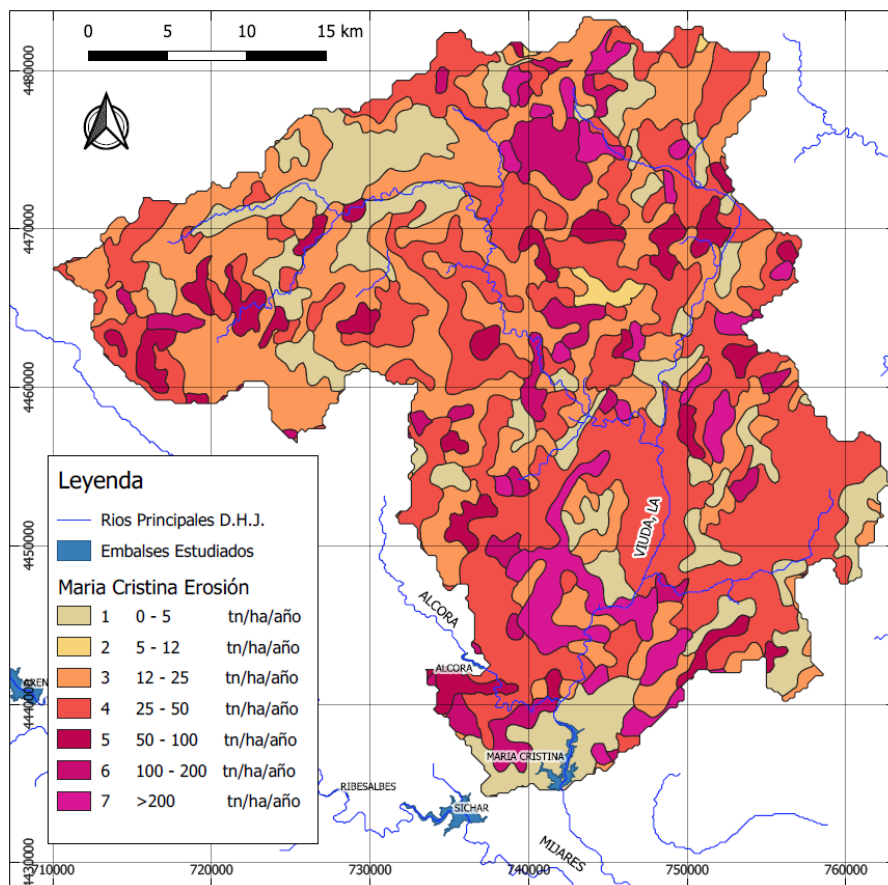 0 5 10 15 km
4480000
4470000
4460000
4450000
4440000
4430000
Leyenda
Rios Principales D.H.J.
Embalses Estudiados
Maria Cristina Erosión
1 0 - 5 tn/ha/año
2 5 - 12 tn/ha/año
3 12 - 25 tn/ha/año
4 25 - 50 tn/ha/año
5 50 - 100 tn/ha/año
6 100 - 200 tn/ha/año
7 >200 tn/ha/año
VIUDA, LA
ALCORA
ALCORA
MARIA CRISTINA
RIBESALBES
SICHAR
MIJARES
710000 720000 730000 740000 750000 760000